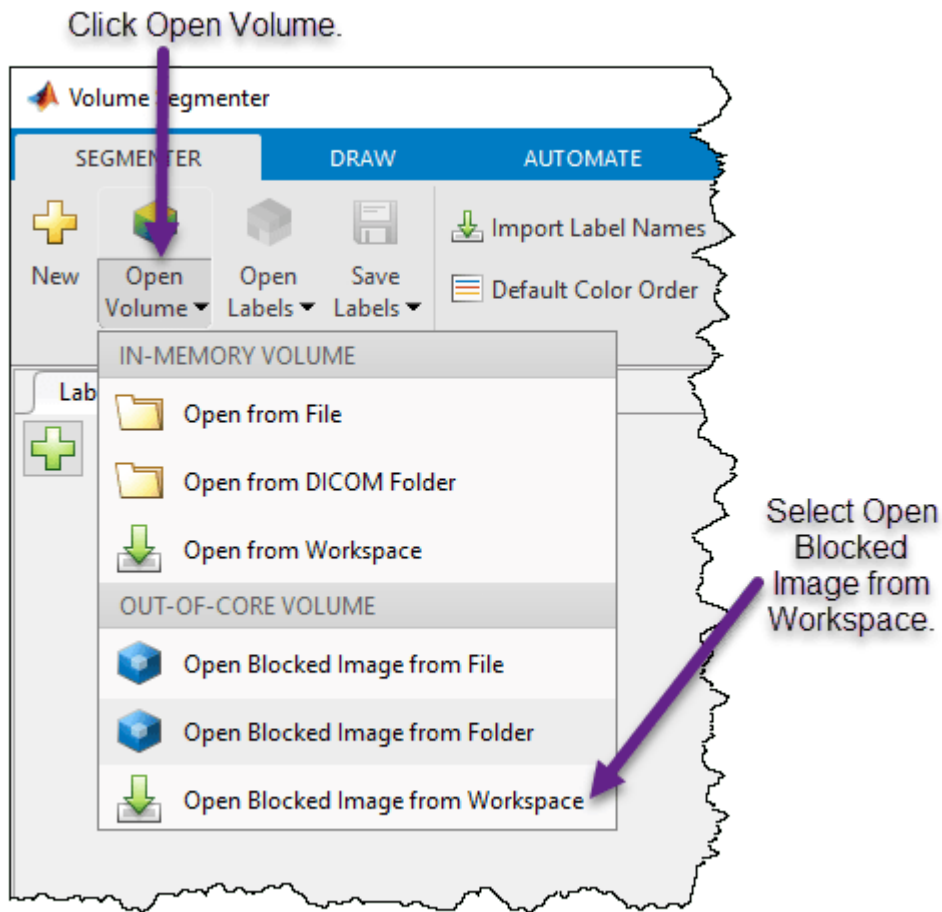 Click Open Volume.
Volume Segmenter
SEGMENTER DRAW AUTOMATE
Import Label Names
New Open Open Save
Default Color Order
Volume Labels Labels
IN-MEMORY VOLUME
Lab
Open from File
Open from DICOM Folder
Open from Workspace
OUT-OF-CORE VOLUME
Open Blocked Image from File
Open Blocked Image from Folder
Open Blocked Image from Workspace
Select Open
Blocked
Image from
Workspace.